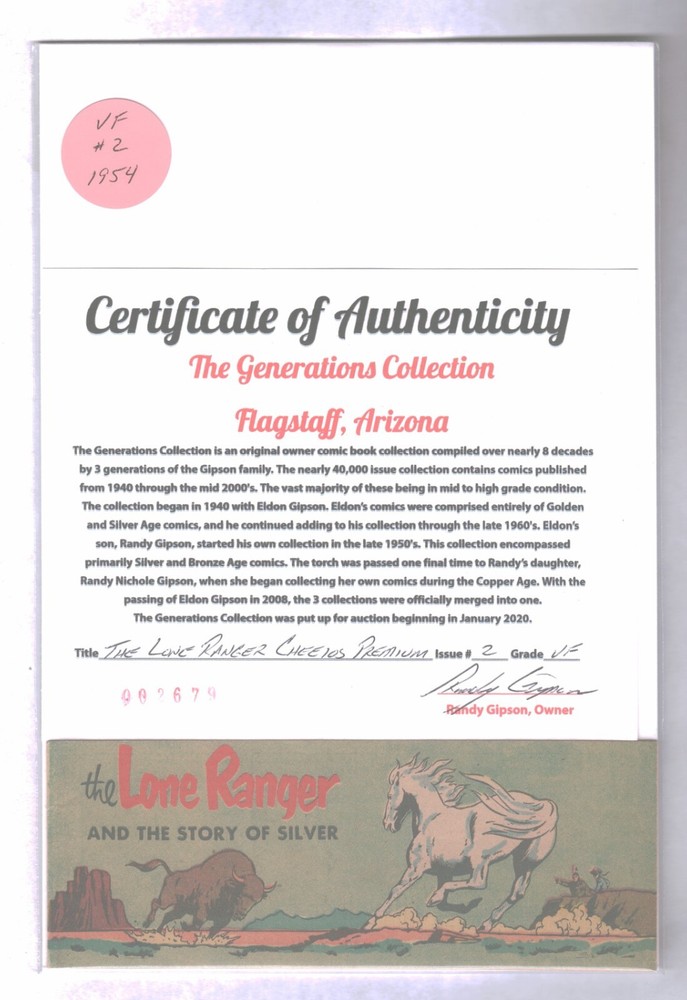 VF
#2
1954
Certificate of Authenticity
The Generations Collection
Flagstaff, Arizona
The Generations Collection is an original owner comic book collection compiled over nearly 8 decades
by 3 generations of the Gipson family. The nearly 40,000 issue collection contains comics published
from 1940 through the mid 2000's. The vast majority of these being in mid to high grade condition.
The collection began in 1940 with Eldon Gipson. Eldon's comics were comprised entirely of Golden
and Silver Age comics, and he continued adding to his collection through the late 1960's. Eldon's
son, Randy Gipson, started his own collection in the late 1950's. This collection encompassed
primarily Silver and Bronze Age comics. The torch was passed one final time to Randy's daughter,
Randy Nichole Gipson, when she began collecting her own comics during the Copper Age. With the
passing of Eldon Gipson in 2008, the 3 collections were officially merged into one.
The Generations Collection was put up for auction beginning in January 2020.
Title THE LONE RANGER CHEEIOS PREMIUM Issue # 2 Grade VF
Randy Gipson
002679
Randy Gipson, Owner
the Lone Ranger
AND THE STORY OF SILVER